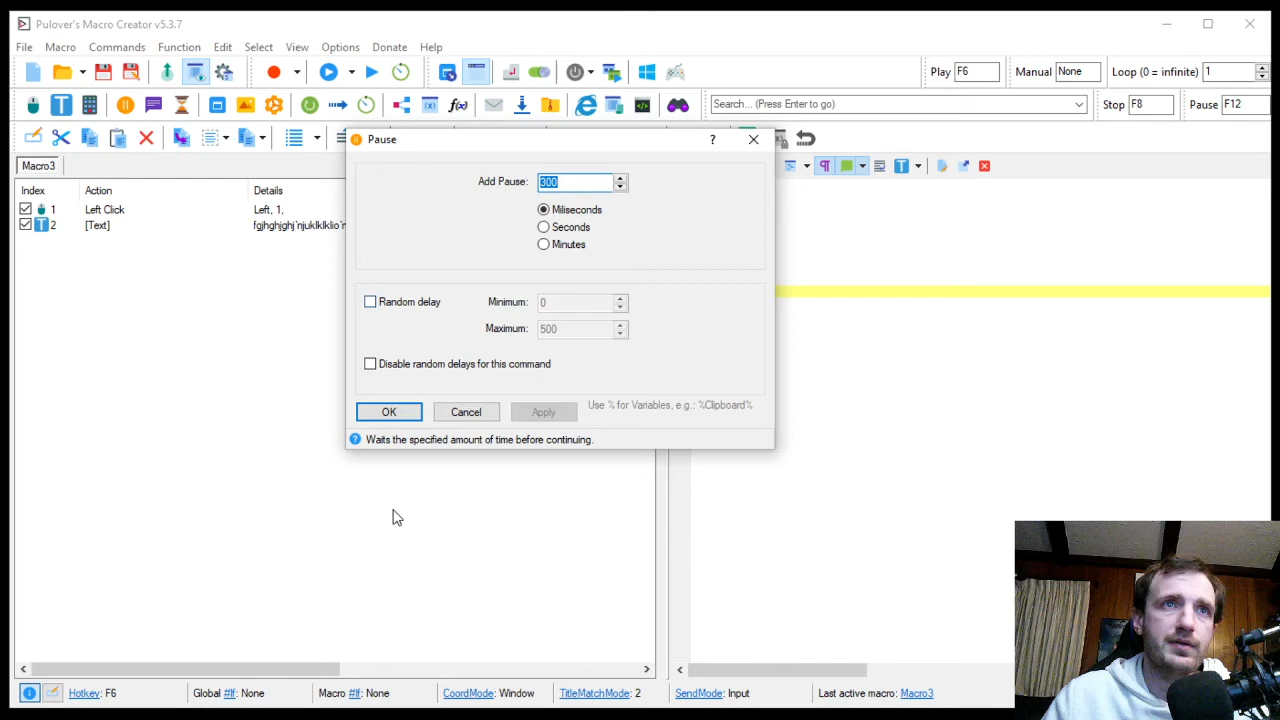 Pulover's Macro Creator v5.3.7
File Macro Commands Function Edit Select View Options Donate Help
Play F6 Manual None Loop (0 = infinite) 1
Search... (Press Enter to go) Stop F8 Pause F12
Pause ?
Macro3
Index Action Details
1 Left Click Left, 1,
2 [Text]
Add Pause: 300
Miliseconds
Seconds
Minutes
Random delay Minimum: 0
Maximum: 500
Disable random delays for this command
OK Cancel Apply Use % for Variables, e.g.: %Clipboard%
Waits the specified amount of time before continuing.
Hotkey: F6 Global #If: None Macro #If: None CoordMode: Window TitleMatchMode: 2 SendMode: Input Last active macro: Macro3